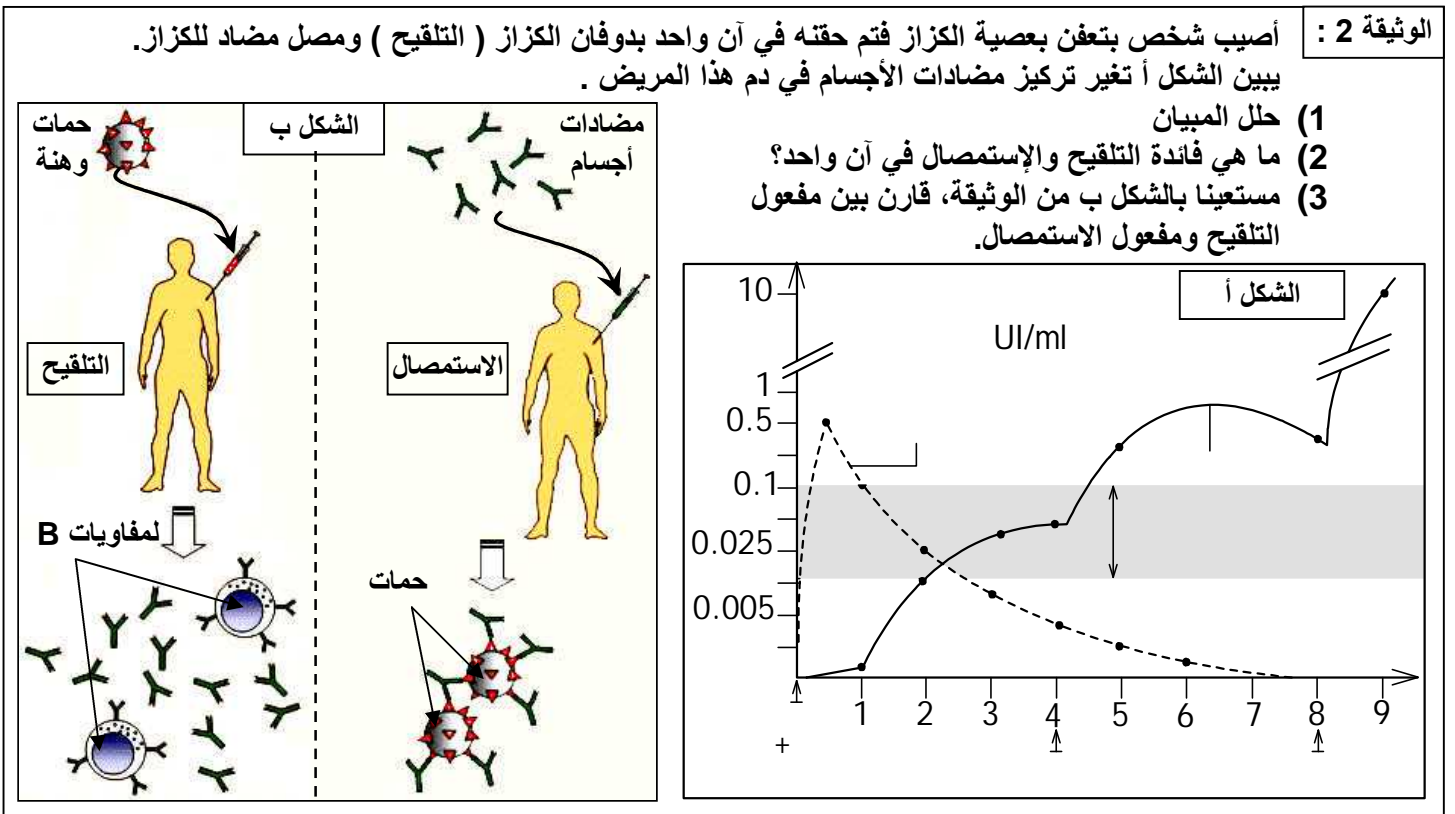 الوثيقة 2 :
أصيب شخص بتعفن بعصية الكزاز فتم حقنه في آن واحد بدوفان الكزاز ( التلقيح ) ومصل مضاد للكزاز.
يبين الشكل أ تغير تركيز مضادات الأجسام في دم هذا المريض .
1) حلل المبيان
2) ما هي فائدة التلقيح والإستمصال في آن واحد؟
3) مستعينا بالشكل ب من الوثيقة، قارن بين مفعول
التلقيح ومفعول الاستمصال.
الشكل ب
مضادات
أجسام
حمات
وهنة
الاستمصال
التلقيح
لمفاويات B
حمات
الشكل أ
UI/ml
10
1
0.5
0.1
0.025
0.005
1 2 3 4 5 6 7 8 9
+